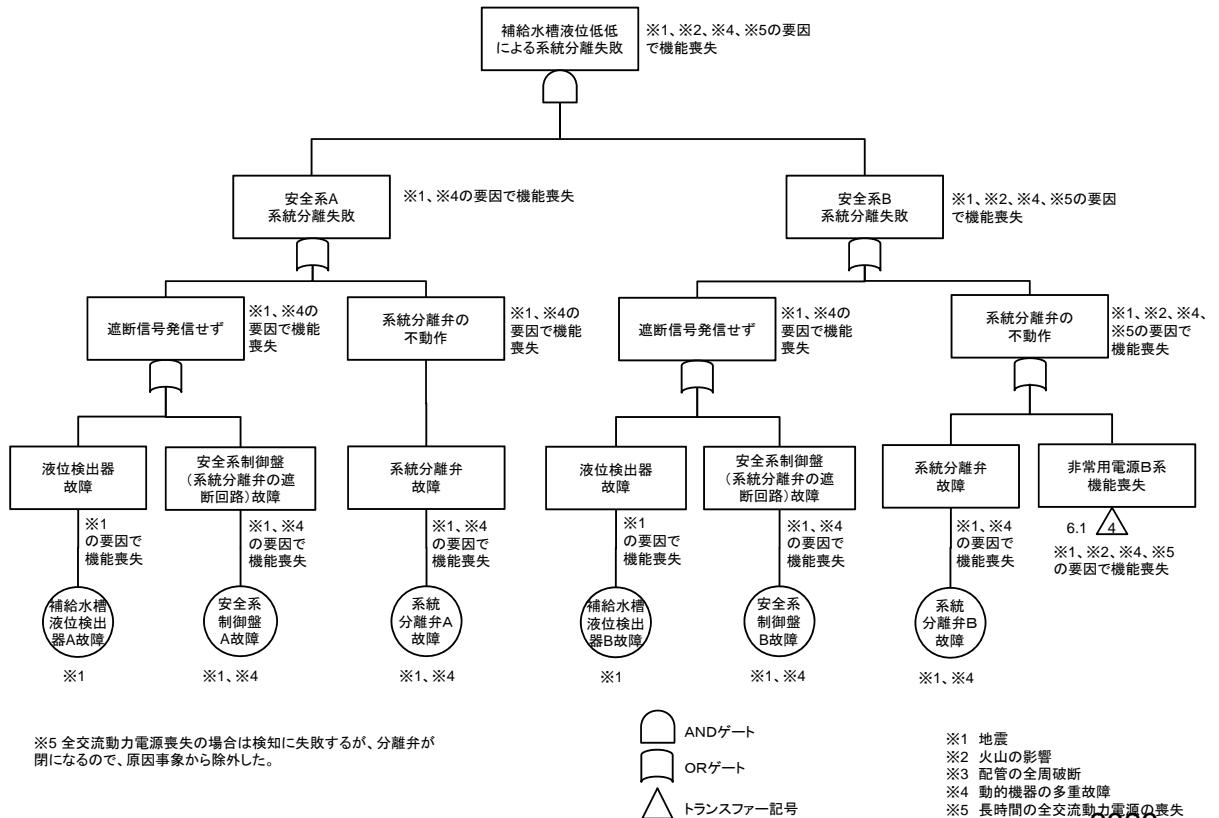 補給水槽液位低低
による系統分離失敗
※1、※2、※4、※5の要因
で機能喪失
安全系A
系統分離失敗
※1、※4の要因で機能喪失
安全系B
系統分離失敗
※1、※2、※4、※5の要因
で機能喪失
遮断信号発信せず
※1、※4の
要因で機能
喪失
系統分離弁の
不動作
※1、※4の
要因で機能
喪失
遮断信号発信せず
※1、※4の
要因で機能
喪失
系統分離弁の
不動作
※1、※2、※4、
※5の要因で
機能喪失
液位検出器
故障
安全系制御盤
(系統分離弁の遮
断回路)故障
系統分離弁
故障
液位検出器
故障
安全系制御盤
(系統分離弁の遮
断回路)故障
系統分離弁
故障
非常用電源B系
機能喪失
※1
の要因で
機能喪失
※1、※4
の要因で
機能喪失
※1、※4
の要因で
機能喪失
※1
の要因で
機能喪失
※1、※4
の要因で
機能喪失
※1、※4
の要因で
機能喪失
6.1 4
※1、※2、※4、※5
の要因で機能喪失
補給水槽
液位検出
器A故障
安全系
制御盤
A故障
系統
分離弁A
故障
補給水槽
液位検出
器B故障
安全系
制御盤
B故障
系統
分離弁B
故障
※1
※1、※4
※1、※4
※1
※1、※4
※1、※4
※5 全交流動力電源喪失の場合は検知に失敗するが、分離弁が
閉になるので、原因事象から除外した。
ANDゲート
ORゲート
トランスファー記号
※1 地震
※2 火山の影響
※3 配管の全周破断
※4 動的機器の多重故障
※5 長時間の全交流動力電源の喪失